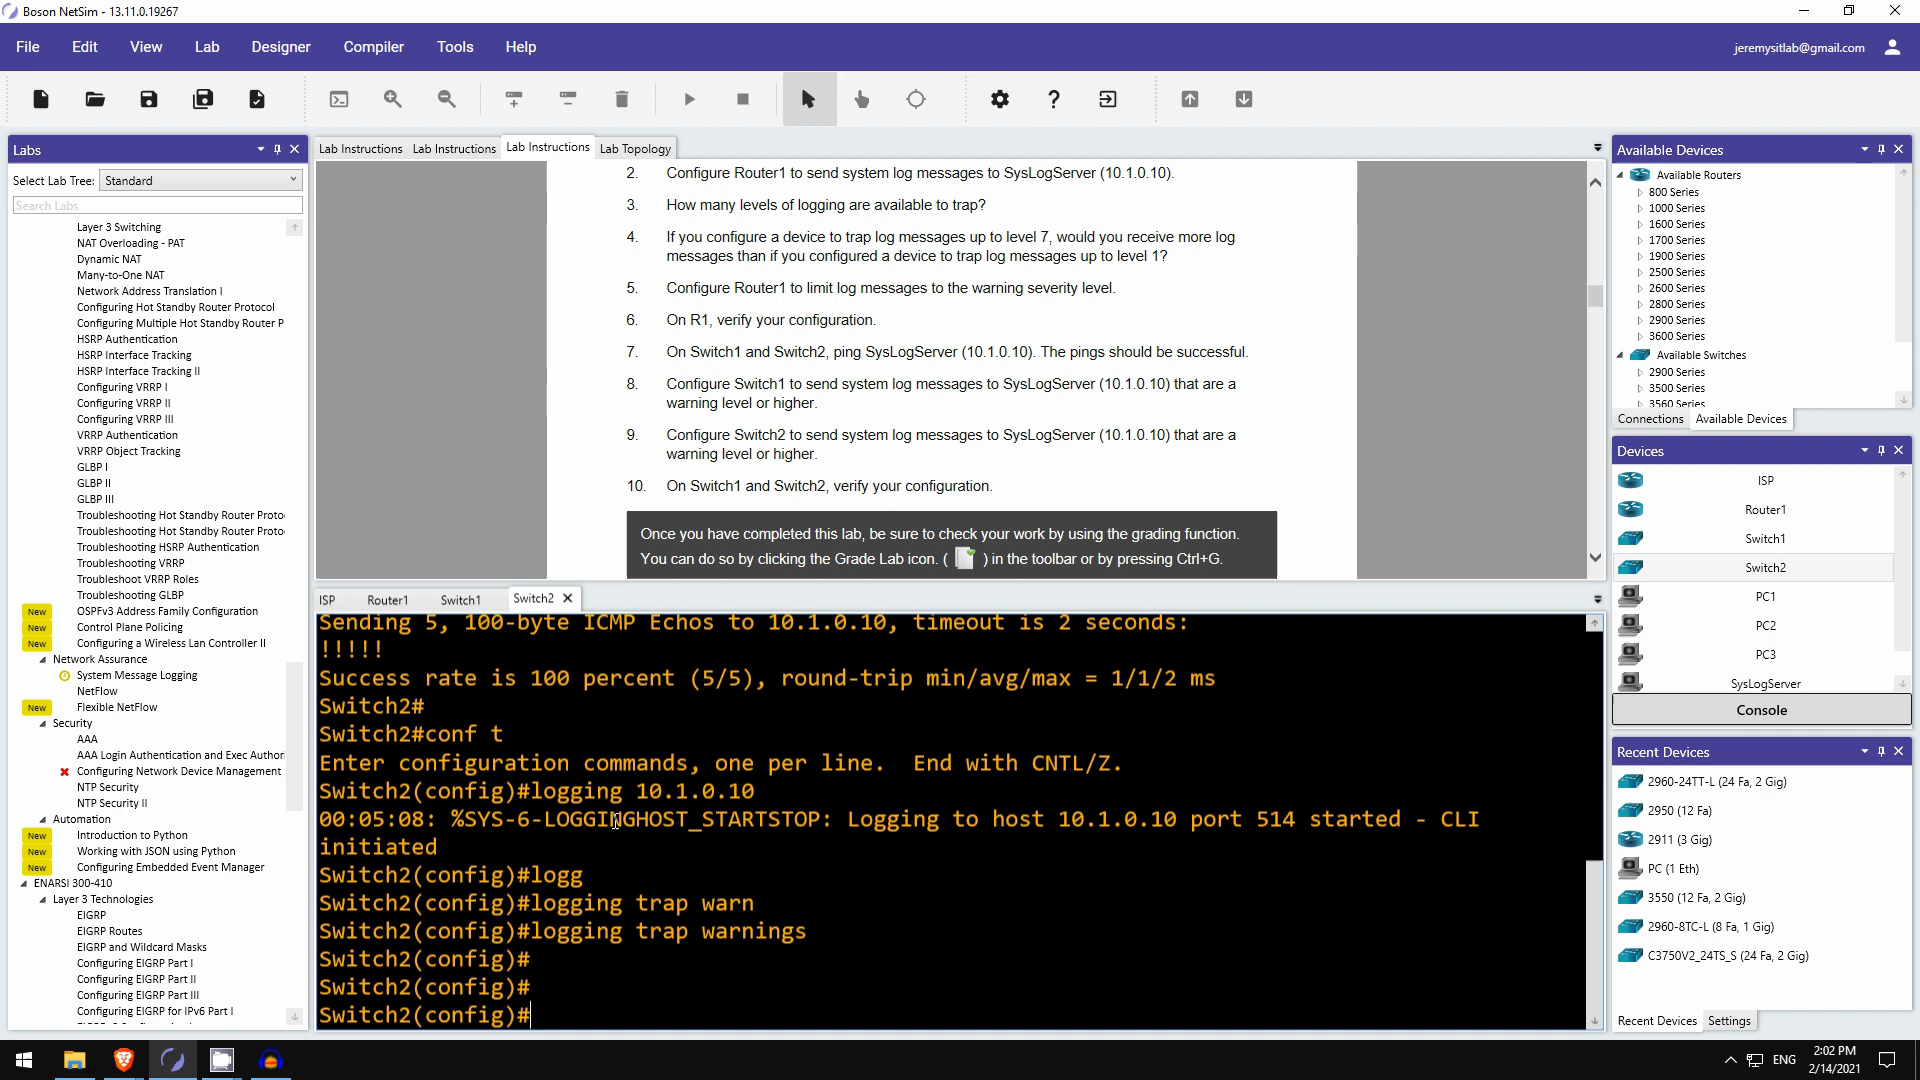 Boson NetSim - 13.11.0.19267
File Edit View Lab Designer Compiler Tools Help
jeremysitlab@gmail.com
Labs
Select Lab Tree: Standard
Search Labs
Layer 3 Switching
NAT Overloading - PAT
Dynamic NAT
Many-to-One NAT
Network Address Translation I
Configuring Hot Standby Router Protocol
Configuring Multiple Hot Standby Router P
HSRP Authentication
HSRP Interface Tracking
HSRP Interface Tracking II
Configuring VRRP I
Configuring VRRP II
Configuring VRRP III
VRRP Authentication
VRRP Object Tracking
GLBP I
GLBP II
GLBP III
Troubleshooting Hot Standby Router Proto
Troubleshooting Hot Standby Router Proto
Troubleshooting HSRP Authentication
Troubleshooting VRRP
Troubleshoot VRRP Roles
Troubleshooting GLBP
New OSPFv3 Address Family Configuration
New Control Plane Policing
New Configuring a Wireless Lan Controller II
Network Assurance
System Message Logging
NetFlow
New Flexible NetFlow
Security
AAA
AAA Login Authentication and Exec Author
Configuring Network Device Management
NTP Security
NTP Security II
Automation
New Introduction to Python
New Working with JSON using Python
New Configuring Embedded Event Manager
ENARSI 300-410
Layer 3 Technologies
EIGRP
EIGRP Routes
EIGRP and Wildcard Masks
Configuring EIGRP Part I
Configuring EIGRP Part II
Configuring EIGRP Part III
Configuring EIGRP for IPv6 Part I
Lab Instructions Lab Instructions Lab Instructions Lab Topology
2. Configure Router1 to send system log messages to SysLogServer (10.1.0.10).
3. How many levels of logging are available to trap?
4. If you configure a device to trap log messages up to level 7, would you receive more log
messages than if you configured a device to trap log messages up to level 1?
5. Configure Router1 to limit log messages to the warning severity level.
6. On R1, verify your configuration.
7. On Switch1 and Switch2, ping SysLogServer (10.1.0.10). The pings should be successful.
8. Configure Switch1 to send system log messages to SysLogServer (10.1.0.10) that are a
warning level or higher.
9. Configure Switch2 to send system log messages to SysLogServer (10.1.0.10) that are a
warning level or higher.
10. On Switch1 and Switch2, verify your configuration.
Once you have completed this lab, be sure to check your work by using the grading function.
You can do so by clicking the Grade Lab icon. ( ) in the toolbar or by pressing Ctrl+G.
ISP Router1 Switch1 Switch2
Sending 5, 100-byte ICMP Echos to 10.1.0.10, timeout is 2 seconds:
!!!!!
Success rate is 100 percent (5/5), round-trip min/avg/max = 1/1/2 ms
Switch2#
Switch2#conf t
Enter configuration commands, one per line.  End with CNTL/Z.
Switch2(config)#logging 10.1.0.10
00:05:08: %SYS-6-LOGGINGHOST_STARTSTOP: Logging to host 10.1.0.10 port 514 started - CLI
initiated
Switch2(config)#logg
Switch2(config)#logging trap warn
Switch2(config)#logging trap warnings
Switch2(config)#
Switch2(config)#
Switch2(config)#
Available Devices
Available Routers
800 Series
1000 Series
1600 Series
1700 Series
1900 Series
2500 Series
2600 Series
2800 Series
2900 Series
3600 Series
Available Switches
2900 Series
3500 Series
3560 Series
Connections Available Devices
Devices
ISP
Router1
Switch1
Switch2
PC1
PC2
PC3
SysLogServer
Console
Recent Devices
2960-24TT-L (24 Fa, 2 Gig)
2950 (12 Fa)
2911 (3 Gig)
PC (1 Eth)
3550 (12 Fa, 2 Gig)
2960-8TC-L (8 Fa, 1 Gig)
C3750V2_24TS_S (24 Fa, 2 Gig)
Recent Devices Settings
ENG
2:02 PM
2/14/2021